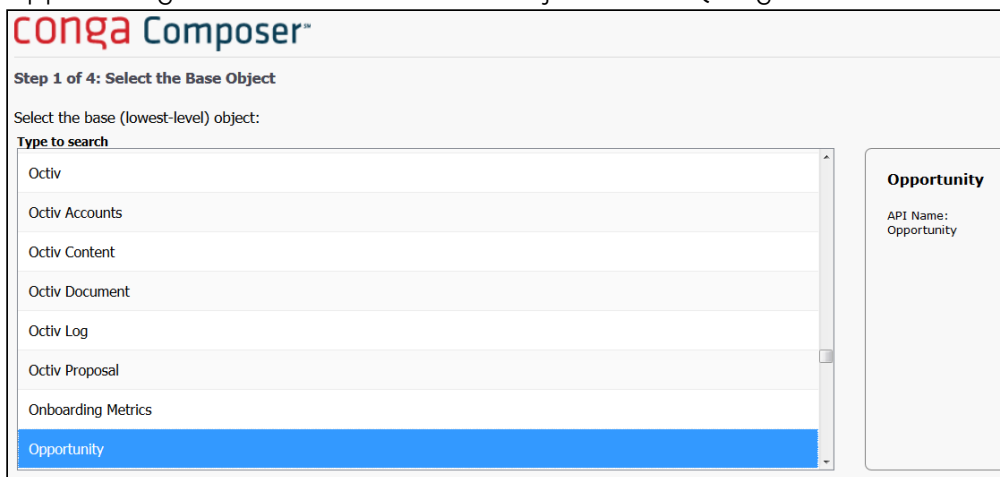 conga Composer℠
Step 1 of 4: Select the Base Object
Select the base (lowest-level) object:
Type to search
Octiv
Octiv Accounts
Octiv Content
Octiv Document
Octiv Log
Octiv Proposal
Onboarding Metrics
Opportunity
Opportunity
API Name:
Opportunity